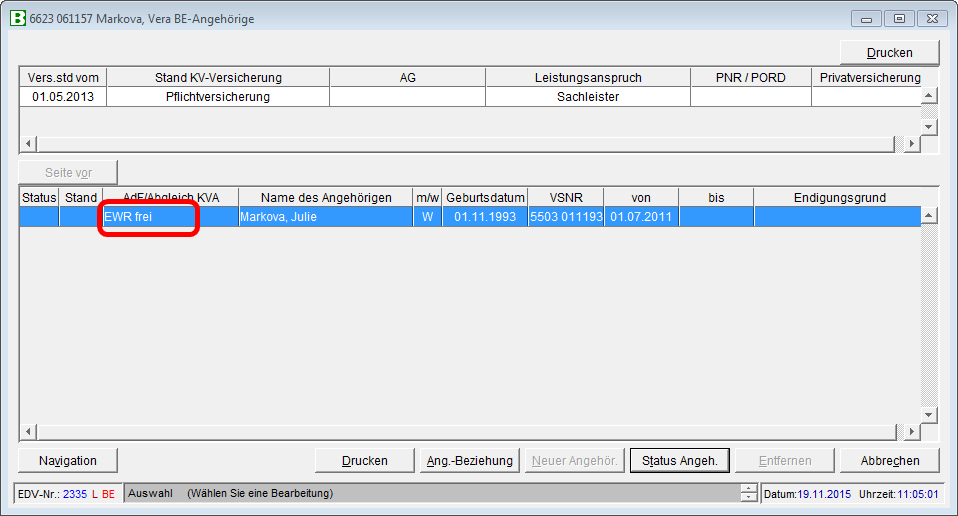 B 6623 061157 Markova, Vera BE-Angehörige
Drucken
Vers.std vom Stand KV-Versicherung AG Leistungsanspruch PNR / PORD Privatversicherung
01.05.2013 Pflichtversicherung Sachleister
Seite vor
Status Stand AdF/Abgleich KVA Name des Angehörigen m/w Geburtsdatum VSNR von bis Endigungsgrund
EWR frei Markova, Julie W 01.11.1993 5503 011193 01.07.2011
Navigation Drucken Ang.-Beziehung Neuer Angehör. Status Angeh. Entfernen Abbrechen
EDV-Nr.: 2335 L BE Auswahl (Wählen Sie eine Bearbeitung) Datum:19.11.2015 Uhrzeit:11:05:01